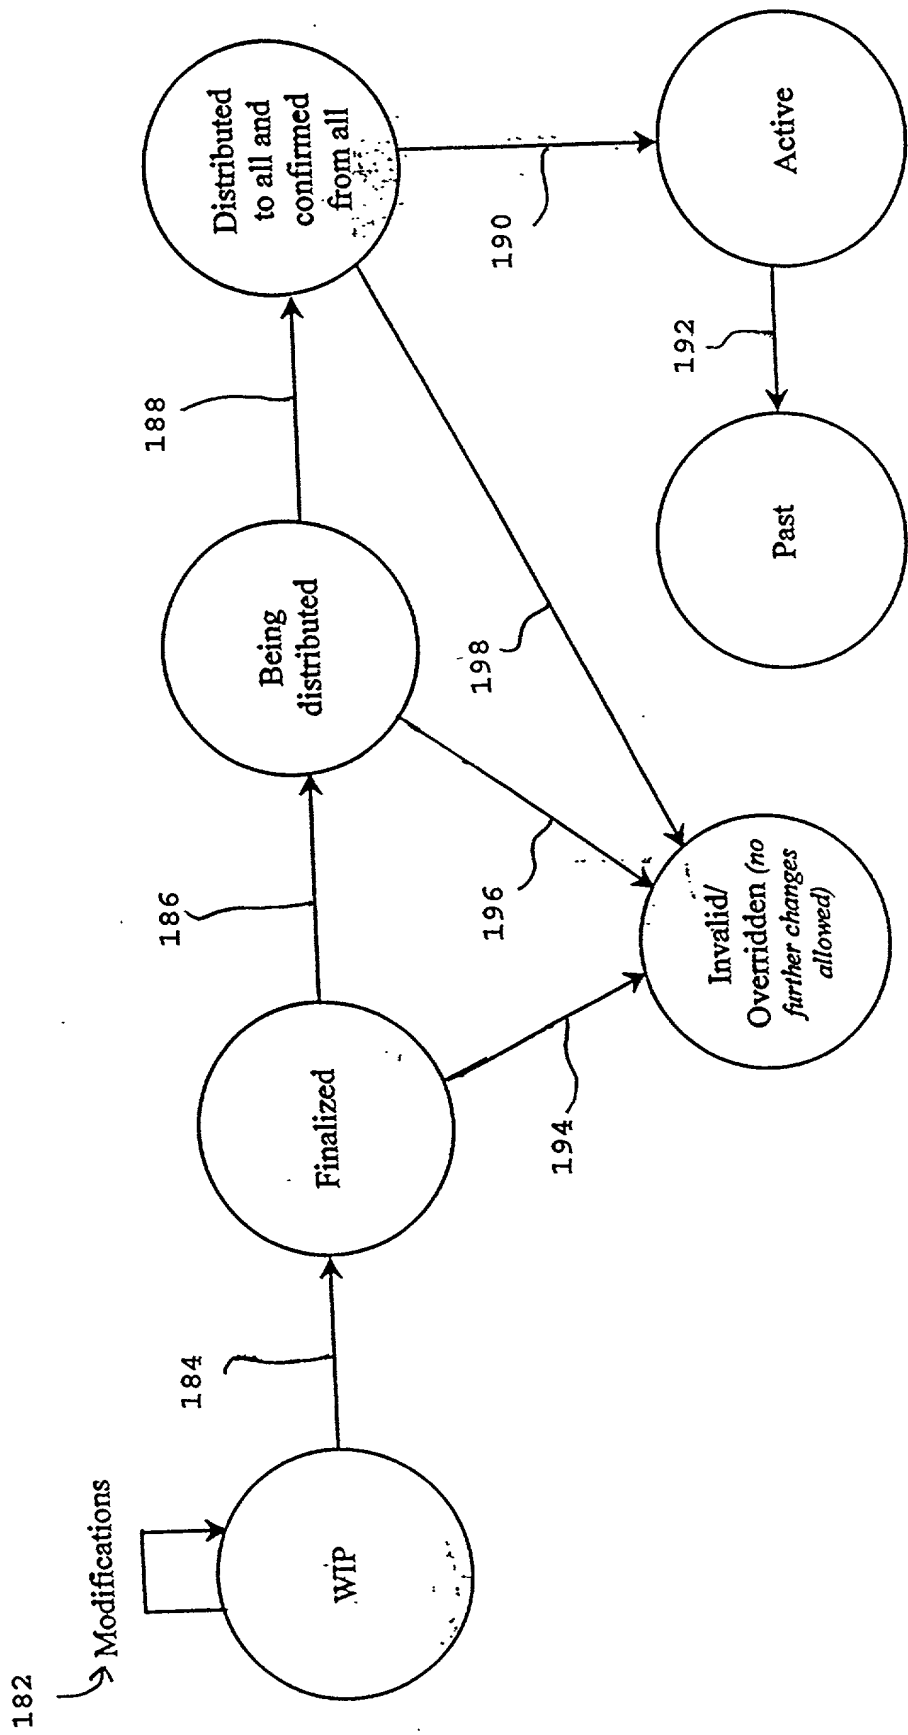 182
Modifications
WIP
184
Finalized
186
Being
distributed
188
Distributed
to all and
confirmed
from all
190
Active
192
Past
194
196
198
Invalid/
Overridden (no
further changes
allowed)